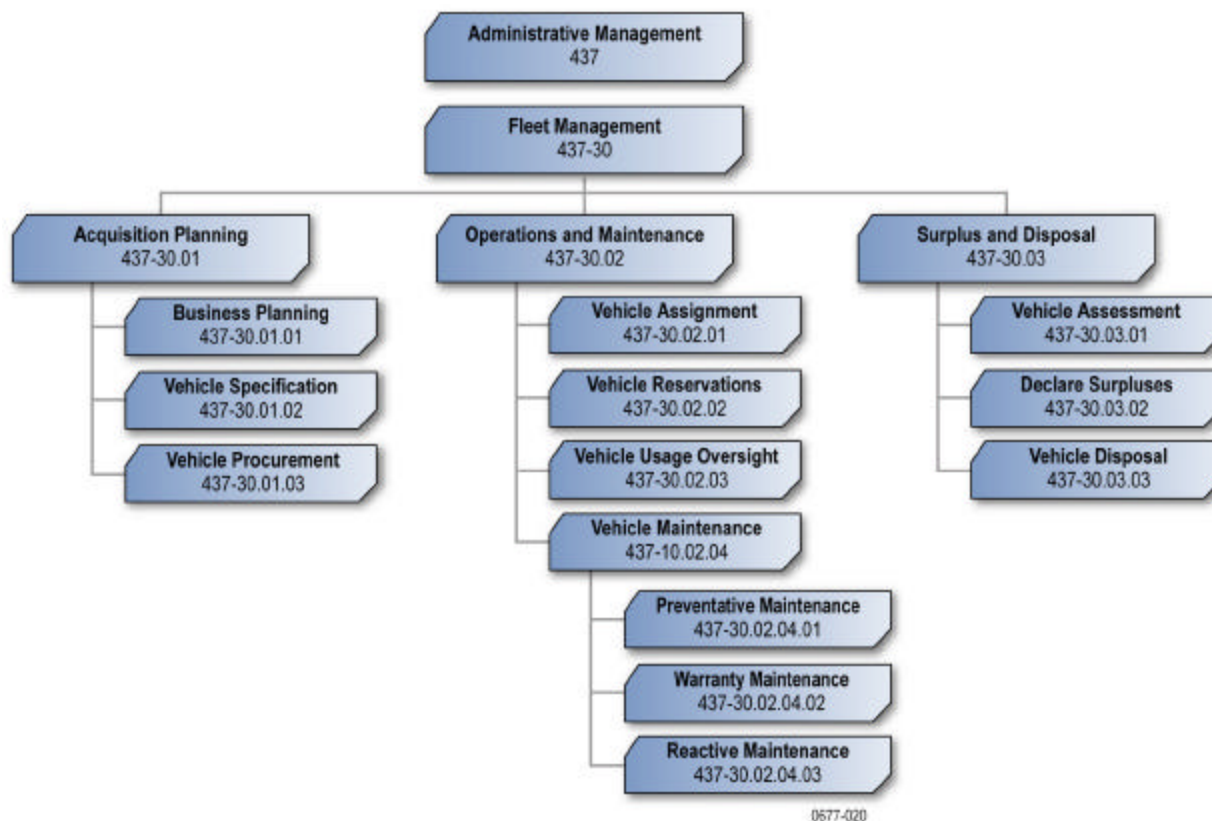 Administrative Management
437
Fleet Management
437-30
Acquisition Planning
437-30.01
Business Planning
437-30.01.01
Vehicle Specification
437-30.01.02
Vehicle Procurement
437-30.01.03
Operations and Maintenance
437-30.02
Vehicle Assignment
437-30.02.01
Vehicle Reservations
437-30.02.02
Vehicle Usage Oversight
437-30.02.03
Vehicle Maintenance
437-10.02.04
Preventative Maintenance
437-30.02.04.01
Warranty Maintenance
437-30.02.04.02
Reactive Maintenance
437-30.02.04.03
Surplus and Disposal
437-30.03
Vehicle Assessment
437-30.03.01
Declare Surpluses
437-30.03.02
Vehicle Disposal
437-30.03.03
0677-020